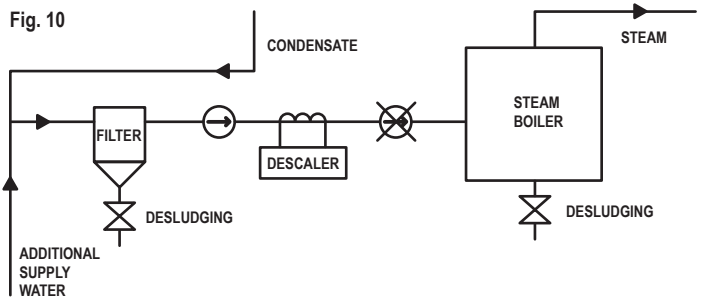 Fig. 10
CONDENSATE
STEAM
FILTER
DESCALER
STEAM
BOILER
DESLUDGING
DESLUDGING
ADDITIONAL
SUPPLY
WATER